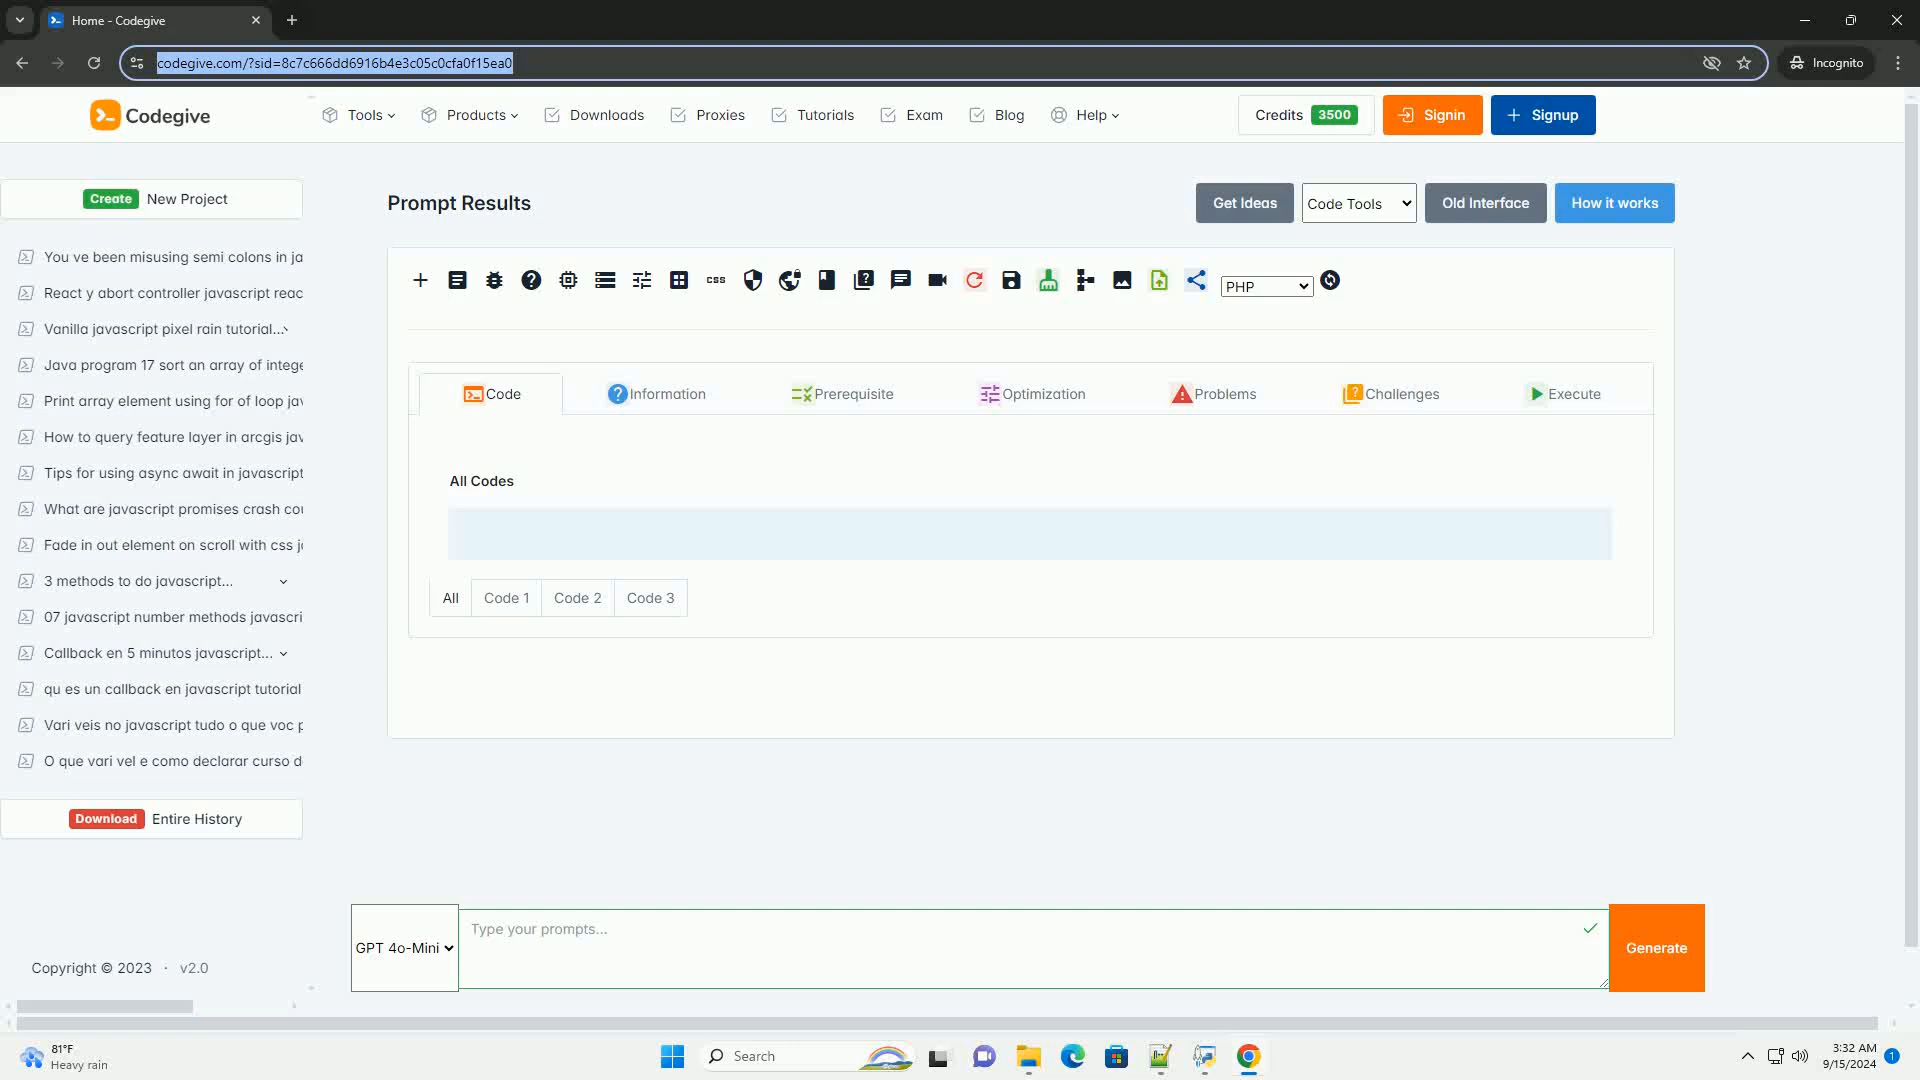 Home - Codegive
codegive.com/?sid=8c7c666dd6916b4e3c05c0cfa0f15ea0
Incognito
Codegive
Tools
Products
Downloads
Proxies
Tutorials
Exam
Blog
Help
Credits 3500
Signin
Signup
Create New Project
You ve been misusing semi colons in ja
React y abort controller javascript reac
Vanilla javascript pixel rain tutorial...
Java program 17 sort an array of intege
Print array element using for of loop jav
How to query feature layer in arcgis jav
Tips for using async await in javascript
What are javascript promises crash cou
Fade in out element on scroll with css j
3 methods to do javascript...
07 javascript number methods javascri
Callback en 5 minutos javascript...
qu es un callback en javascript tutorial
Vari veis no javascript tudo o que voc p
O que vari vel e como declarar curso d
Download Entire History
Copyright © 2023 · v2.0
Prompt Results
Get Ideas
Code Tools
Old Interface
How it works
css
PHP
Code
Information
Prerequisite
Optimization
Problems
Challenges
Execute
All Codes
All
Code 1
Code 2
Code 3
GPT 4o-Mini
Type your prompts...
Generate
81°F
Heavy rain
Search
3:32 AM
9/15/2024
1